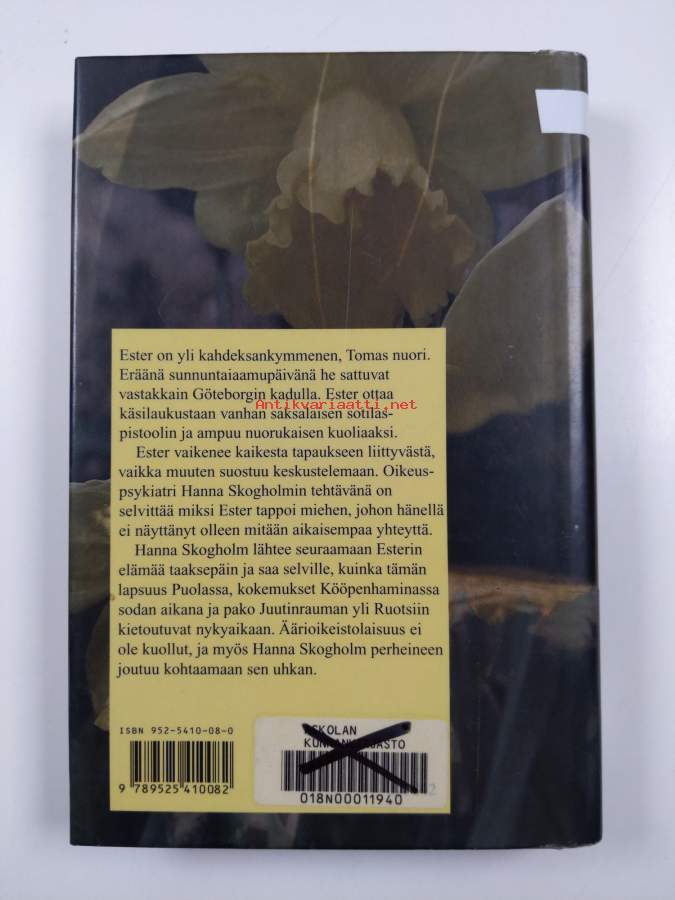 Ester on yli kahdeksankymmenen, Tomas nuori.
Eräänä sunnuntaiaamupäivänä he sattuvat
vastakkain Göteborgin kadulla. Ester ottaa
käsilaukustaan vanhan saksalaisen sotilas-
pistoolin ja ampuu nuorukaisen kuoliaaksi.
Ester vaikenee kaikesta tapaukseen liittyvästä,
vaikka muuten suostuu keskustelemaan. Oikeus-
psykiatri Hanna Skogholmin tehtävänä on
selvittää miksi Ester tappoi miehen, johon hänellä
ei näyttänyt olleen mitään aikaisempaa yhteyttä.
Hanna Skogholm lähtee seuraamaan Esterin
elämää taaksepäin ja saa selville, kuinka tämän
lapsuus Puolassa, kokemukset Kööpenhaminassa
sodan aikana ja pako Juutinrauman yli Ruotsiin
kietoutuvat nykyaikaan. Äärioikeistolaisuus ei
ole kuollut, ja myös Hanna Skogholm perheineen
joutuu kohtaamaan sen uhkan.
Antikvariaatti.net
ISBN 952-5410-08-0
9 789525 410082
018N00011940